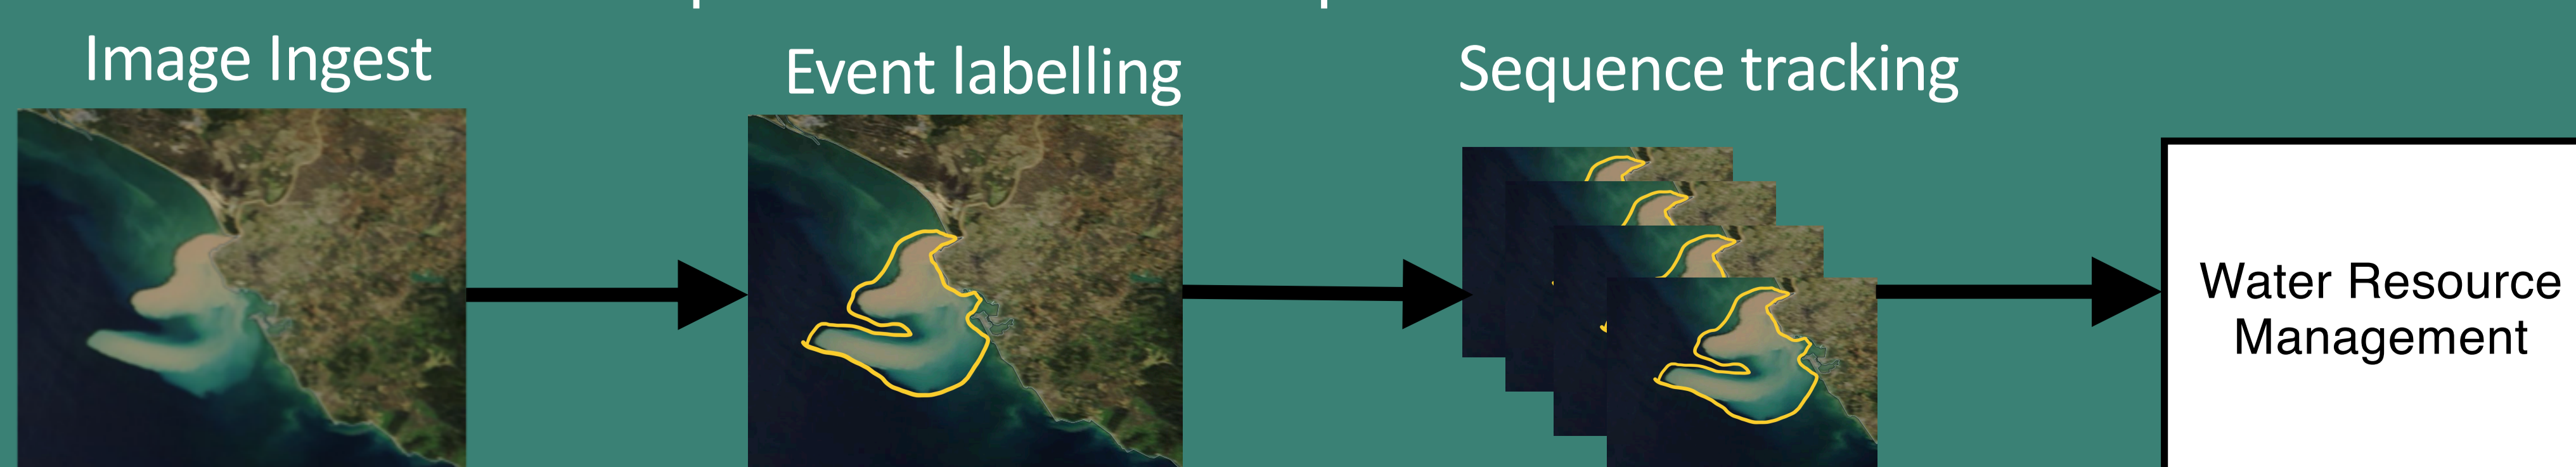 Image Ingest
Event labelling
Sequence tracking
Water Resource
Management